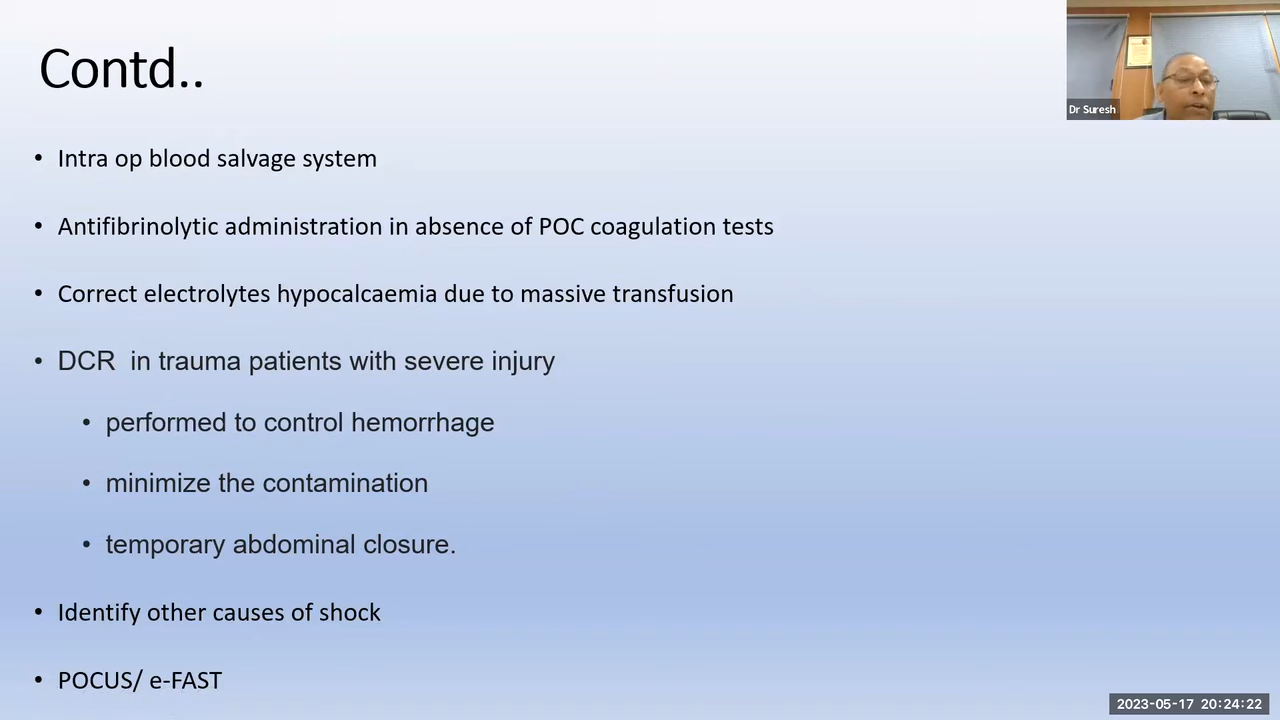 Contd..
Dr Suresh
• Intra op blood salvage system
• Antifibrinolytic administration in absence of POC coagulation tests
• Correct electrolytes hypocalcaemia due to massive transfusion
• DCR  in trauma patients with severe injury
• performed to control hemorrhage
• minimize the contamination
• temporary abdominal closure.
• Identify other causes of shock
• POCUS/ e-FAST
2023-05-17 20:24:22